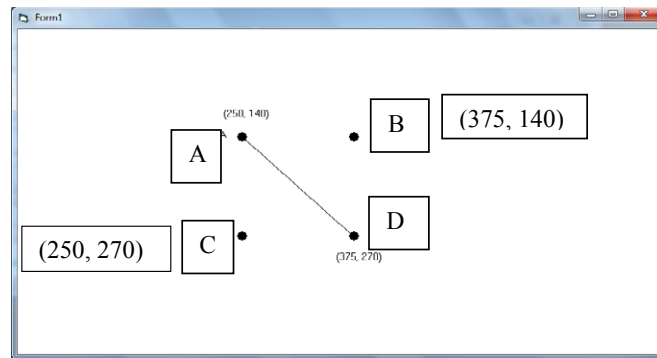 Form1
(250, 140)
B
(375, 140)
A
A
D
C
(250, 270)
(375, 270)